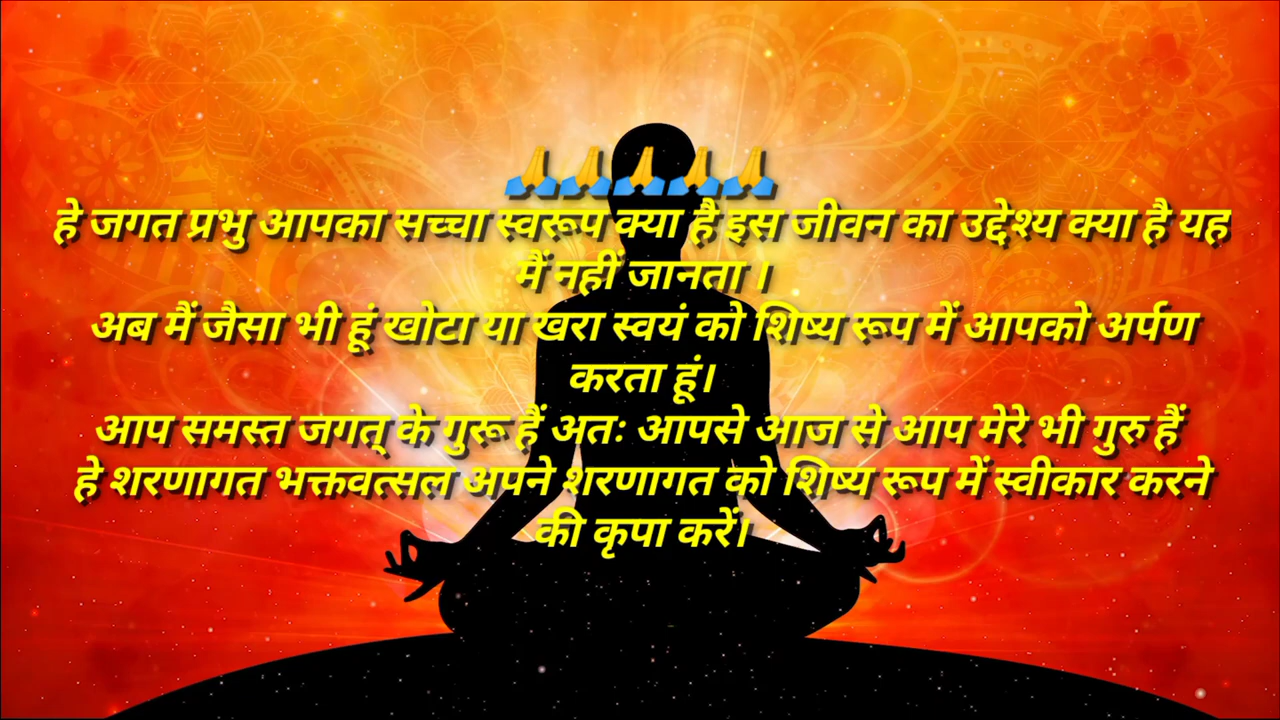 🙏🙏🙏🙏🙏
हे जगत प्रभु आपका सच्चा स्वरूप क्या है इस जीवन का उद्देश्य क्या है यह
मैं नहीं जानता ।
अब मैं जैसा भी हूं खोटा या खरा स्वयं को शिष्य रूप में आपको अर्पण
करता हूं।
आप समस्त जगत् के गुरू हैं अतः आपसे आज से आप मेरे भी गुरु हैं
हे शरणागत भक्तवत्सल अपने शरणागत को शिष्य रूप में स्वीकार करने
की कृपा करें।